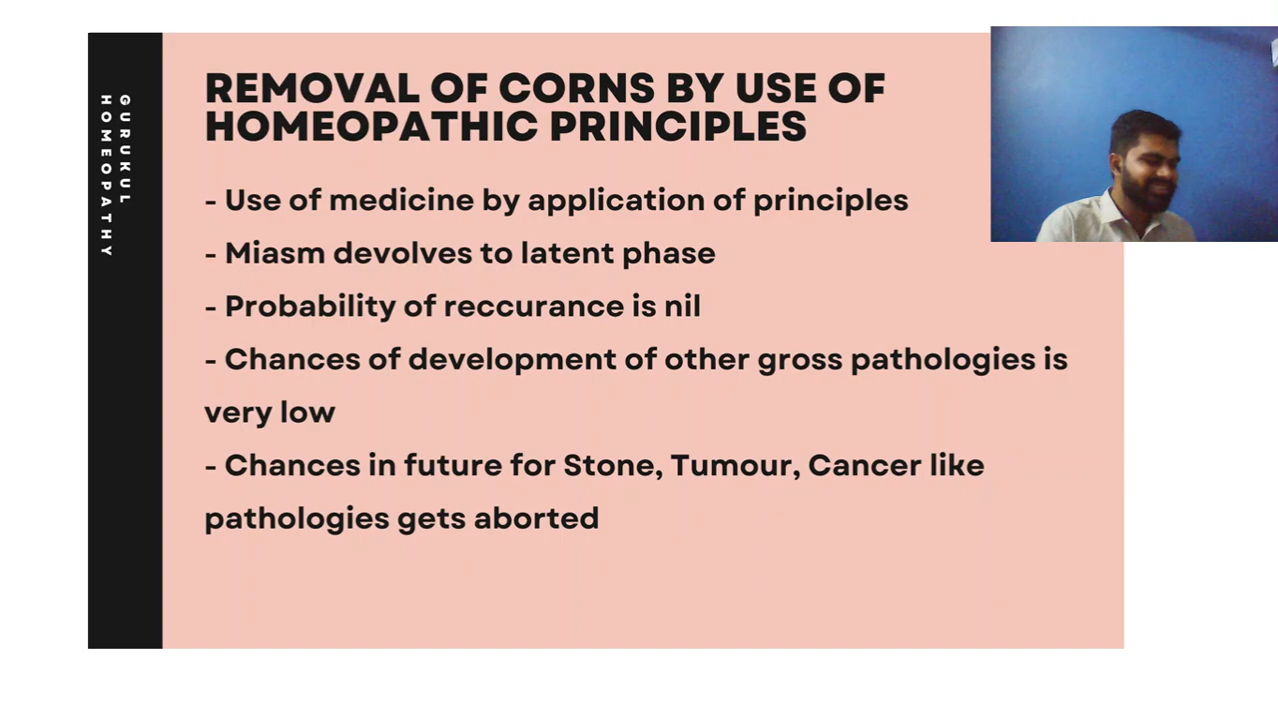 GURUKUL
HOMEOPATHY
REMOVAL OF CORNS BY USE OF
HOMEOPATHIC PRINCIPLES
- Use of medicine by application of principles
- Miasm devolves to latent phase
- Probability of reccurance is nil
- Chances of development of other gross pathologies is
very low
- Chances in future for Stone, Tumour, Cancer like
pathologies gets aborted